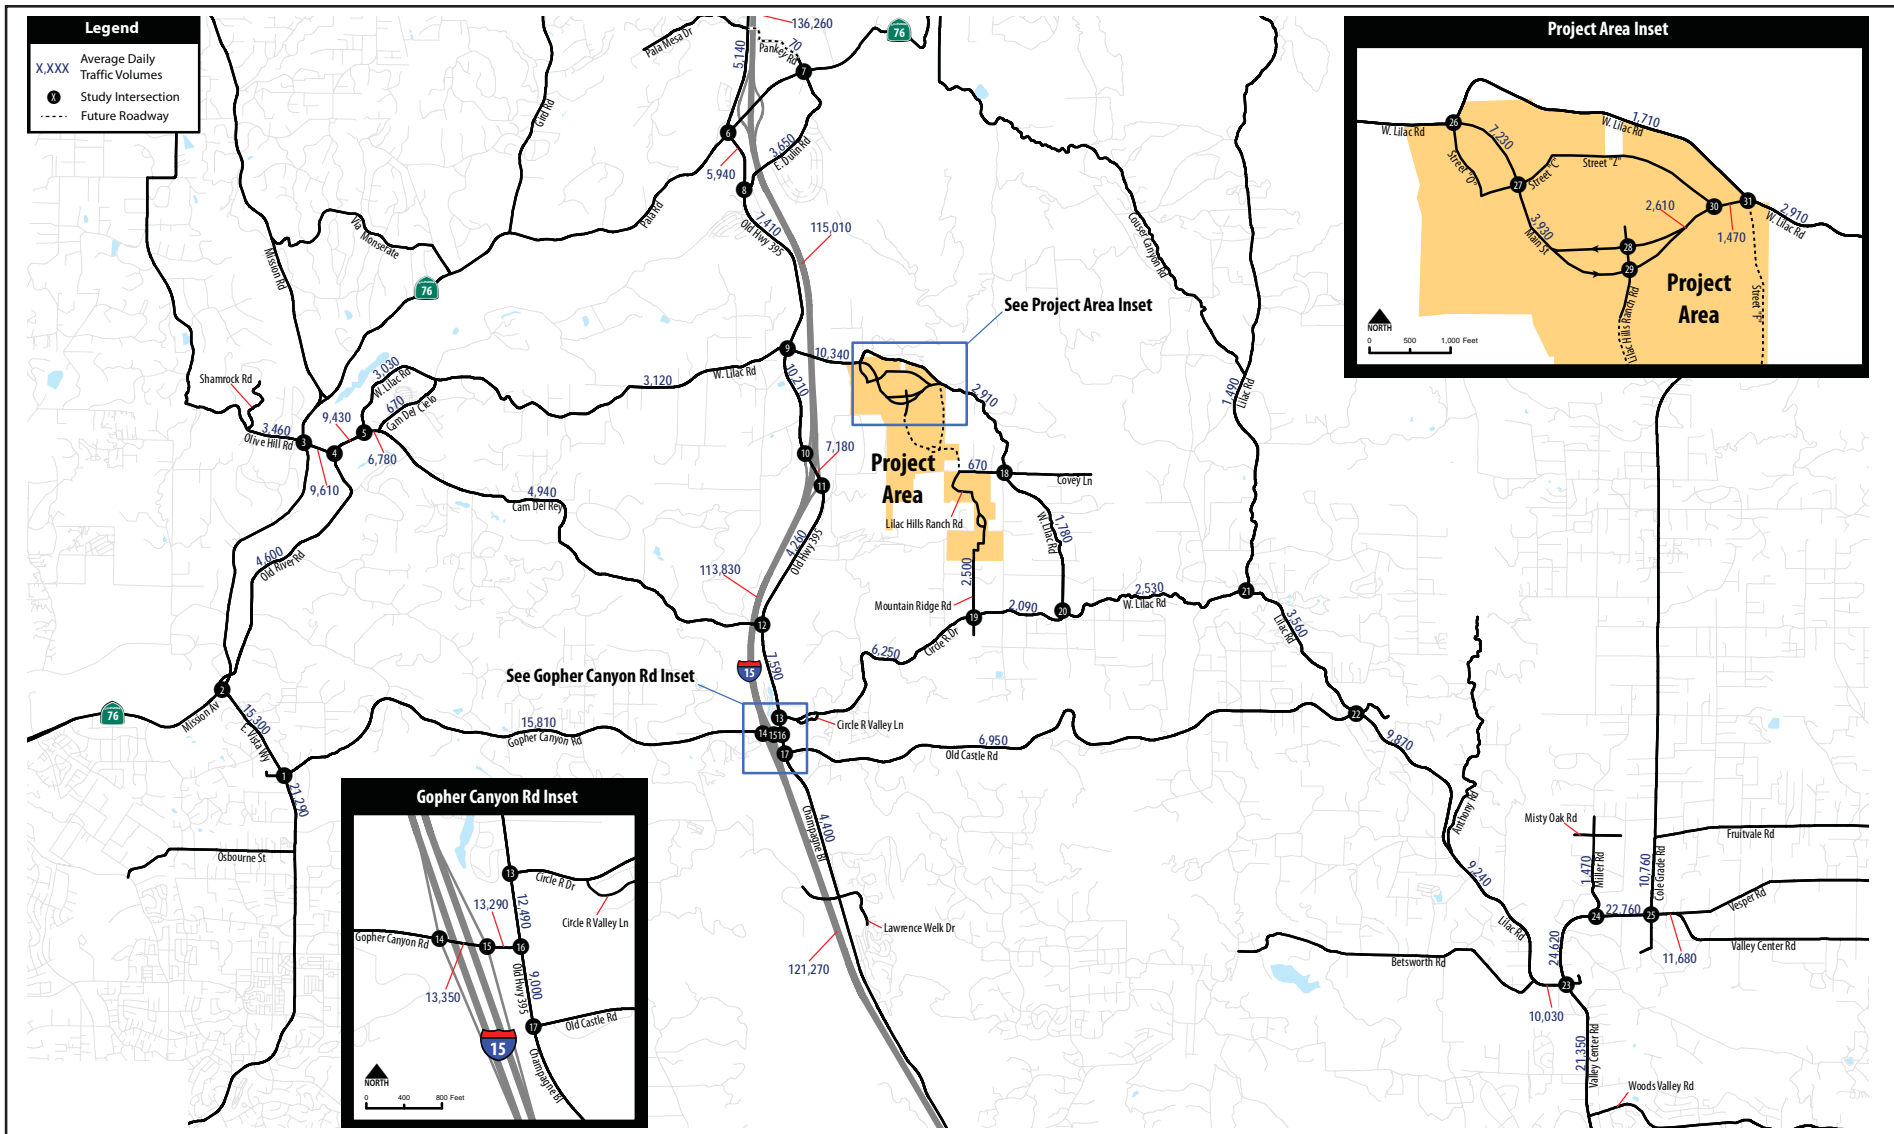 Legend
X,XXX Average Daily
Traffic Volumes
X Study Intersection
Future Roadway
136,260
76
Pala Mesa Dr
5,140
Pankey Rd
70
7
Gird Rd
6
3,650
E. Dulin Rd
5,940
8
Pala Rd
7,410
Old Hwy 395
115,010
Via Monserate
Mission Rd
76
Couser Canyon Rd
See Project Area Inset
9
10,340
10,210
W. Lilac Rd
3,120
3,030
W. Lilac Rd
670
Cam Del Cielo
Shamrock Rd
3,460
Olive Hill Rd
3
9,430
4
5
6,780
9,610
2,910
1,490
Lilac Rd
10
7,180
11
Project
Area
670
18
Covey Ln
Lilac Hills Ranch Rd
4,940
Cam Del Rey
4,260
Old Hwy 395
1,780
W. Lilac Rd
4,600
Old River Rd
113,830
2,500
Mountain Ridge Rd
19
2,090
20
2,530
W. Lilac Rd
21
3,560
Lilac Rd
12
6,250
Circle R Dr
7,590
15
See Gopher Canyon Rd Inset
2
Mission Av
76
15,300
E. Vista Wy
15,810
Gopher Canyon Rd
13
Circle R Valley Ln
14
15
16
17
6,950
Old Castle Rd
22
9,870
1
21,290
Osbourne St
Champagne Bl
4,400
Anthony Rd
9,240
Lilac Rd
Lawrence Welk Dr
121,270
Betsworth Rd
Misty Oak Rd
1,470
Miller Rd
10,760
Cole Grade Rd
Fruitvale Rd
Vesper Rd
24
22,760
25
Valley Center Rd
11,680
24,620
23
10,030
21,350
Valley Center Rd
Woods Valley Rd
Project Area Inset
W. Lilac Rd
26
7,230
1,710
W. Lilac Rd
Street "O"
27
Street "C"
Street "Z"
2,610
30
31
2,910
W. Lilac Rd
3,930
Main St
1,470
28
29
Lilac Hills Ranch Rd
Project
Area
Street "F"
NORTH
0 500 1,000 Feet
Gopher Canyon Rd Inset
13
Circle R Dr
Circle R Valley Ln
13,290
12,490
Gopher Canyon Rd
14
15
16
13,350
Old Hwy 395
9,000
17
Old Castle Rd
15
Champagne Bl
NORTH
0 400 800 Feet